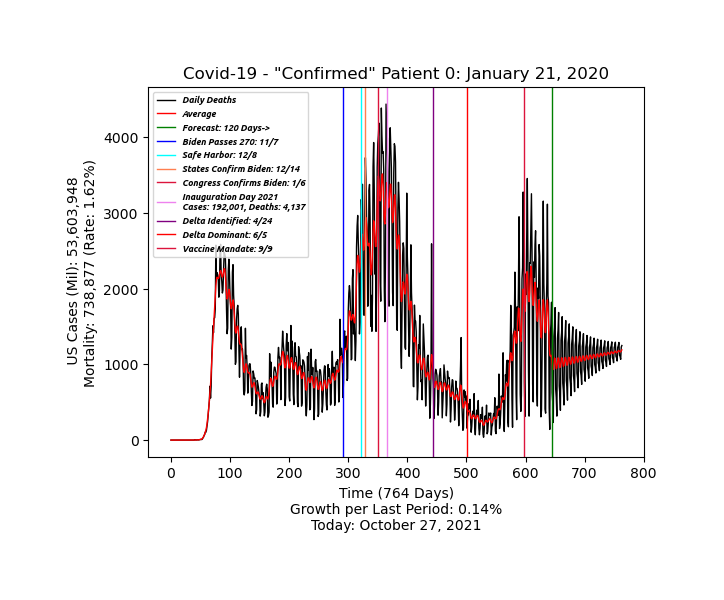 Covid-19 - "Confirmed" Patient 0: January 21, 2020
US Cases (Mil): 53,603,948
Mortality: 738,877 (Rate: 1.62%)
4000
3000
2000
1000
0
Daily Deaths
Average
Forecast: 120 Days->
Biden Passes 270: 11/7
Safe Harbor: 12/8
States Confirm Biden: 12/14
Congress Confirms Biden: 1/6
Inauguration Day 2021
Cases: 192,001, Deaths: 4,137
Delta Identified: 4/24
Delta Dominant: 6/5
Vaccine Mandate: 9/9
0 100 200 300 400 500 600 700 800
Time (764 Days)
Growth per Last Period: 0.14%
Today: October 27, 2021